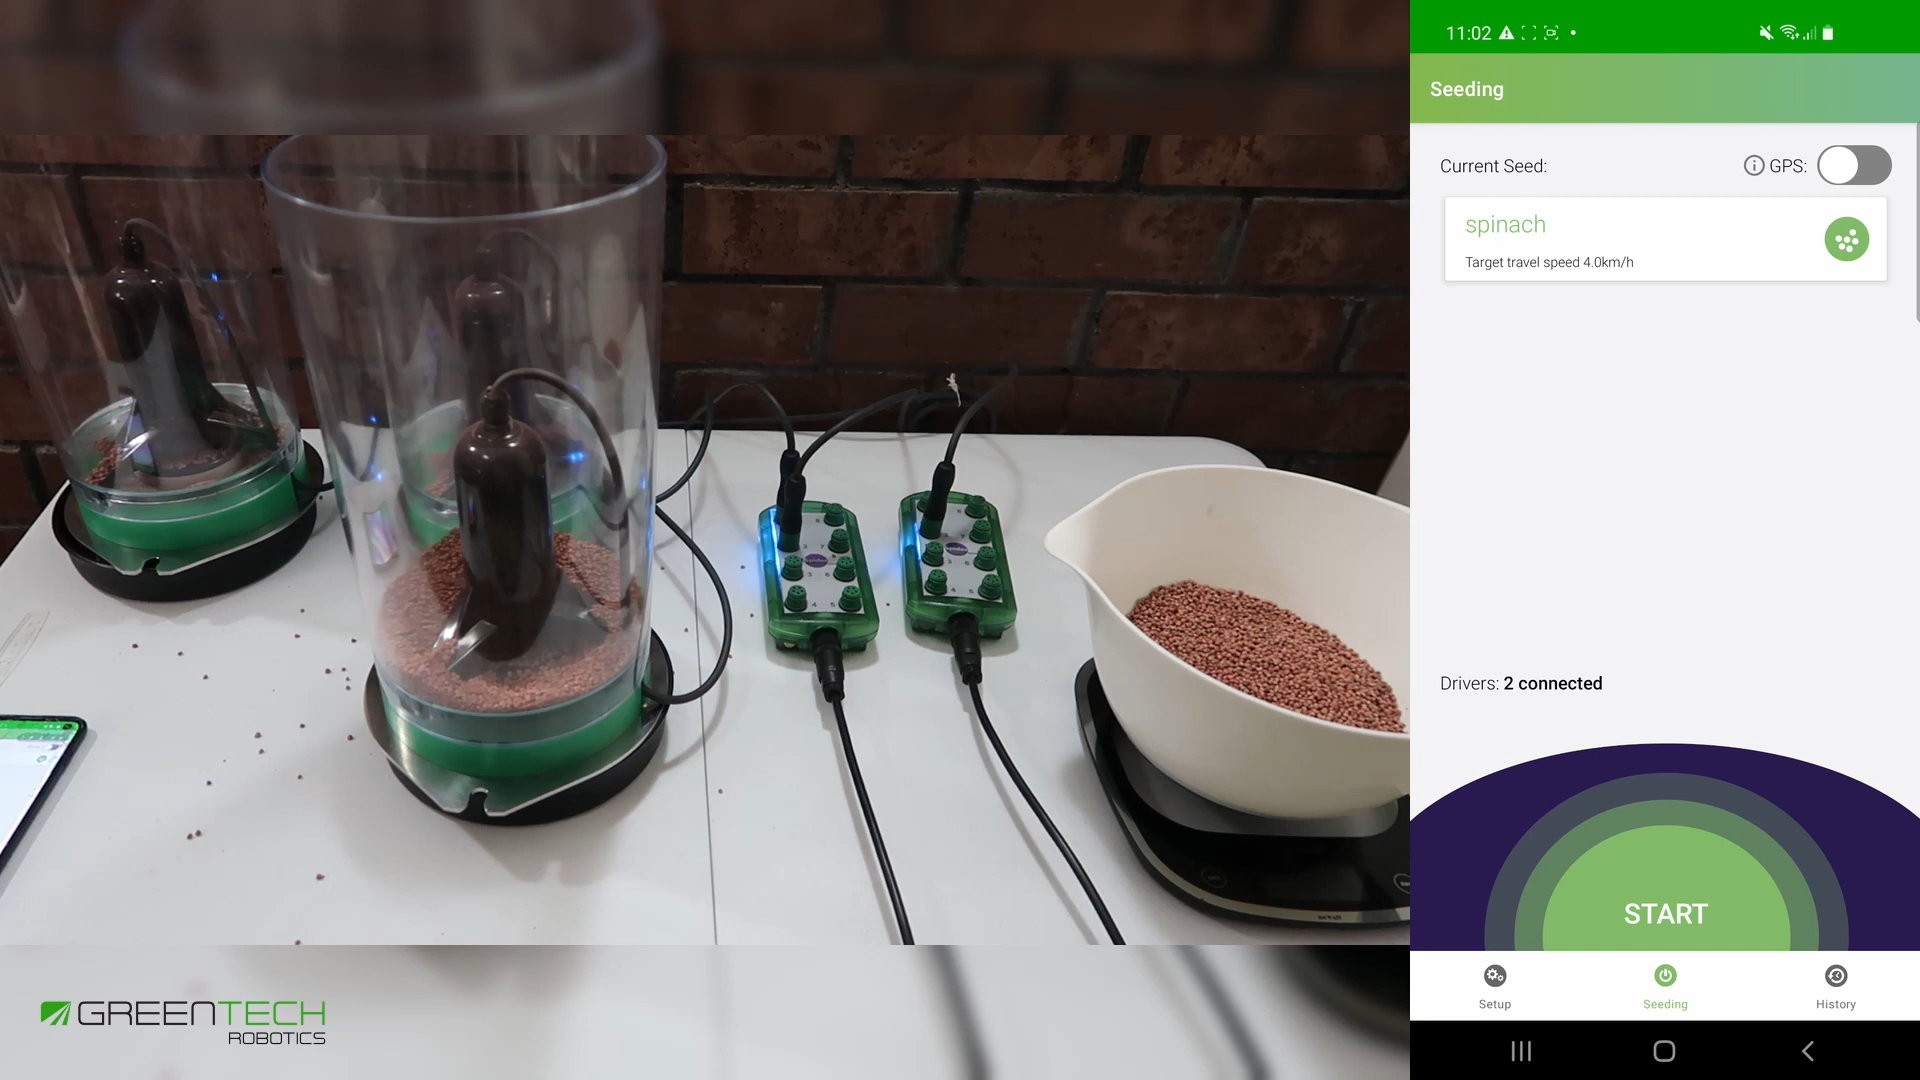 11:02
Seeding
Current Seed:
GPS:
spinach
Target travel speed 4.0km/h
Drivers: 2 connected
START
Setup
Seeding
History
GREENTECH
ROBOTICS